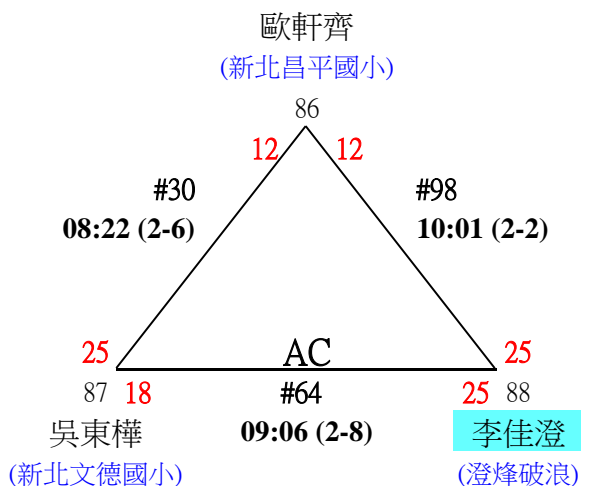 歐軒齊
(新北昌平國小)
86
12 12
#30 #98
08:22 (2-6) 10:01 (2-2)
25 AC 25
87 18 #64 25 88
吳東樺 09:06 (2-8) 李佳澄
(新北文德國小) (澄烽破浪)